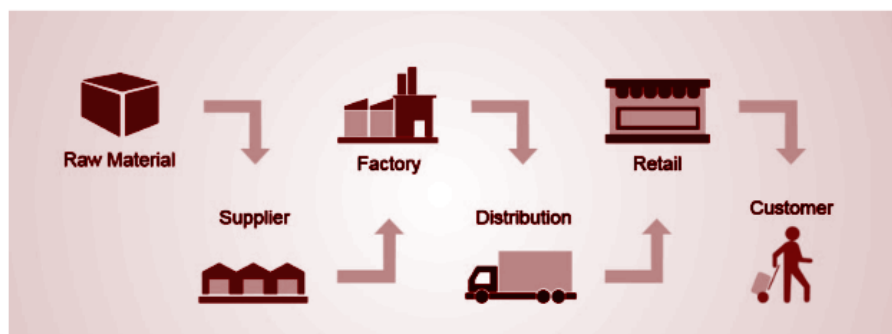 Raw Material
Supplier
Factory
Distribution
Retail
Customer